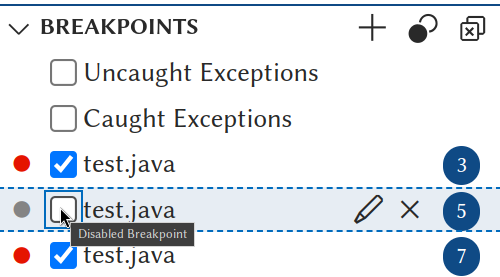 BREAKPOINTS
Uncaught Exceptions
Caught Exceptions
test.java 3
test.java 5
Disabled Breakpoint
test.java 7